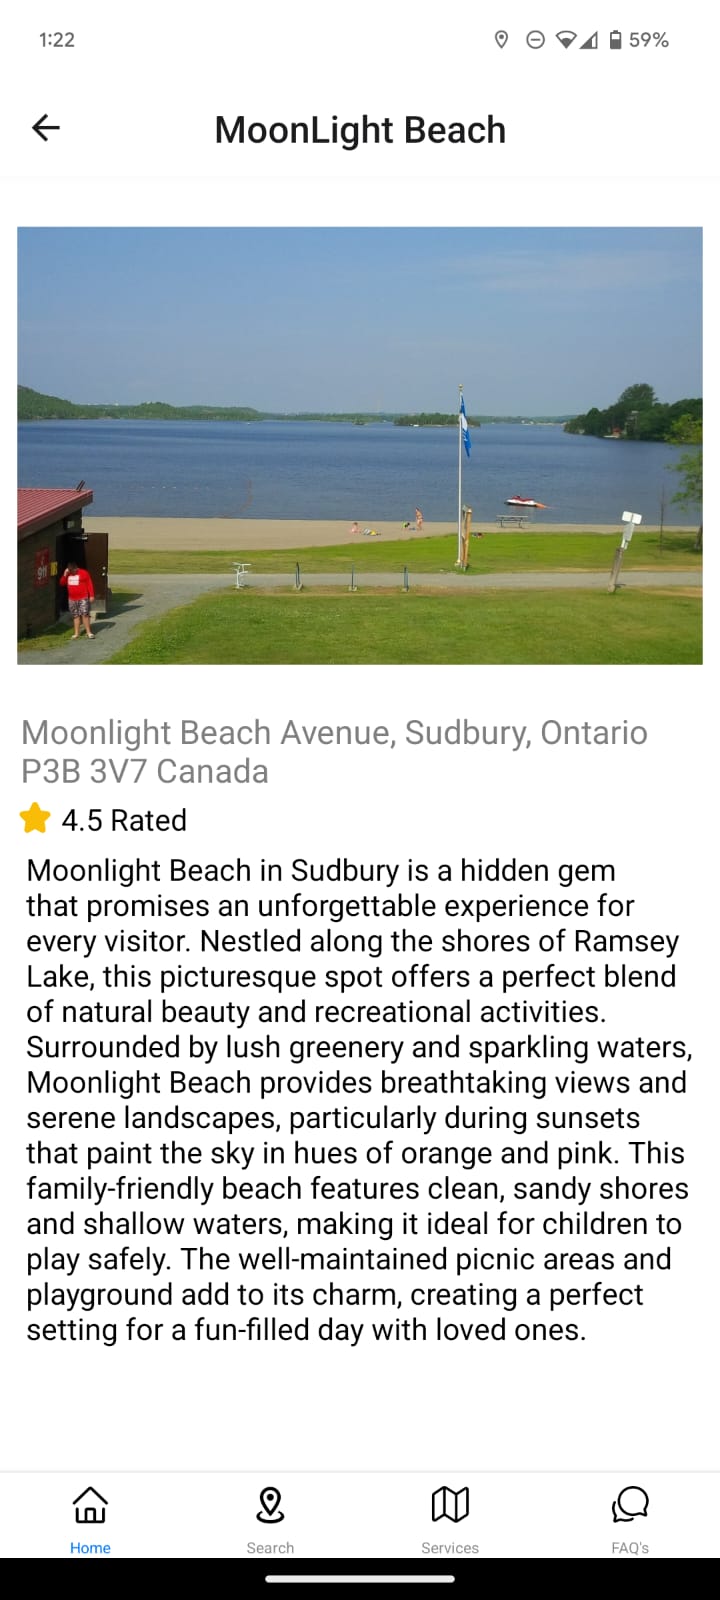 1:22
59%
MoonLight Beach
911
Moonlight Beach Avenue, Sudbury, Ontario
P3B 3V7 Canada
4.5 Rated
Moonlight Beach in Sudbury is a hidden gem
that promises an unforgettable experience for
every visitor. Nestled along the shores of Ramsey
Lake, this picturesque spot offers a perfect blend
of natural beauty and recreational activities.
Surrounded by lush greenery and sparkling waters,
Moonlight Beach provides breathtaking views and
serene landscapes, particularly during sunsets
that paint the sky in hues of orange and pink. This
family-friendly beach features clean, sandy shores
and shallow waters, making it ideal for children to
play safely. The well-maintained picnic areas and
playground add to its charm, creating a perfect
setting for a fun-filled day with loved ones.
Home
Search
Services
FAQ's